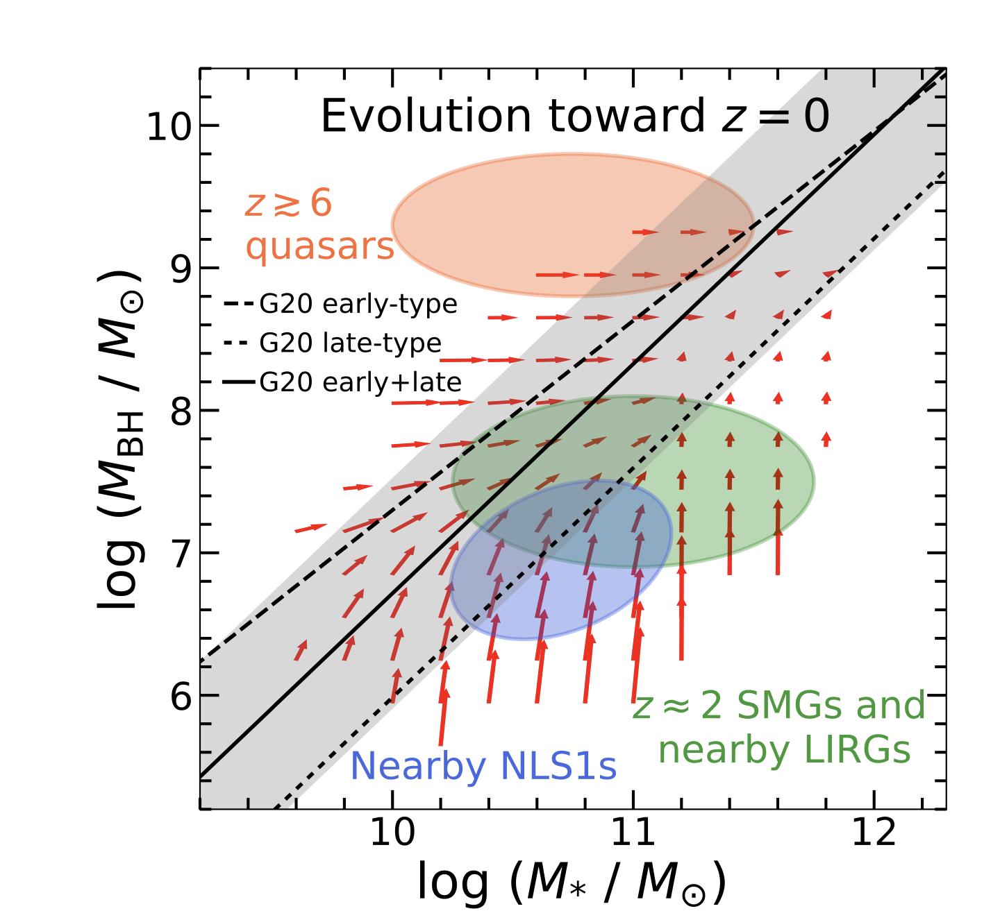 Evolution toward z = 0
z ≳ 6
quasars
G20 early-type
G20 late-type
G20 early+late
z ≈ 2 SMGs and
nearby LIRGs
Nearby NLS1s
10
9
8
7
6
log (M_BH / M_⊙)
10 11 12
log (M_* / M_⊙)